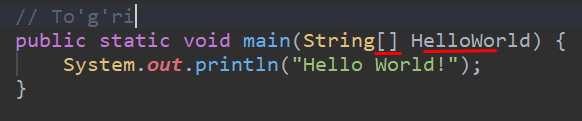 // To'g'ri
public static void main(String[] HelloWorld) {
    System.out.println("Hello World!");
}